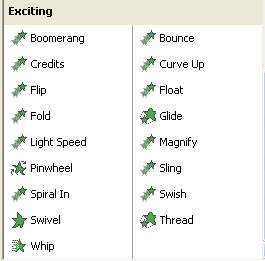 Exciting
Boomerang Bounce
Credits Curve Up
Flip Float
Fold Glide
Light Speed Magnify
Pinwheel Sling
Spiral In Swish
Swivel Thread
Whip